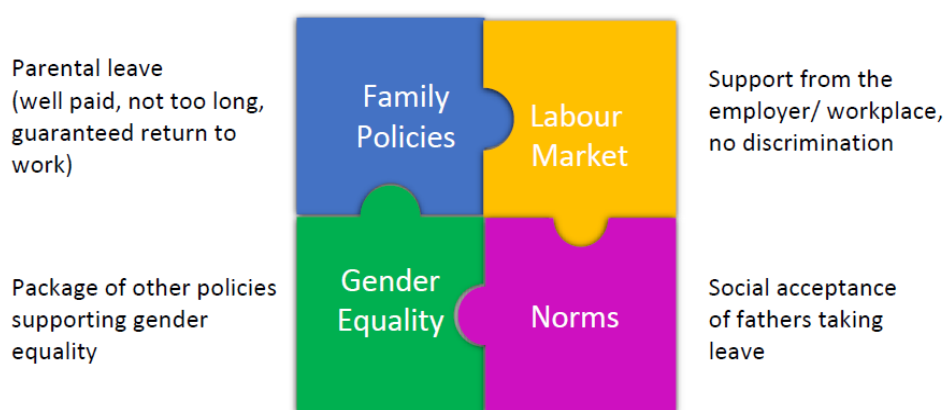 Parental leave
(well paid, not too long,
guaranteed return to
work)
Family
Policies
Labour
Market
Support from the
employer/ workplace,
no discrimination
Package of other policies
supporting gender
equality
Gender
Equality
Norms
Social acceptance
of fathers taking
leave